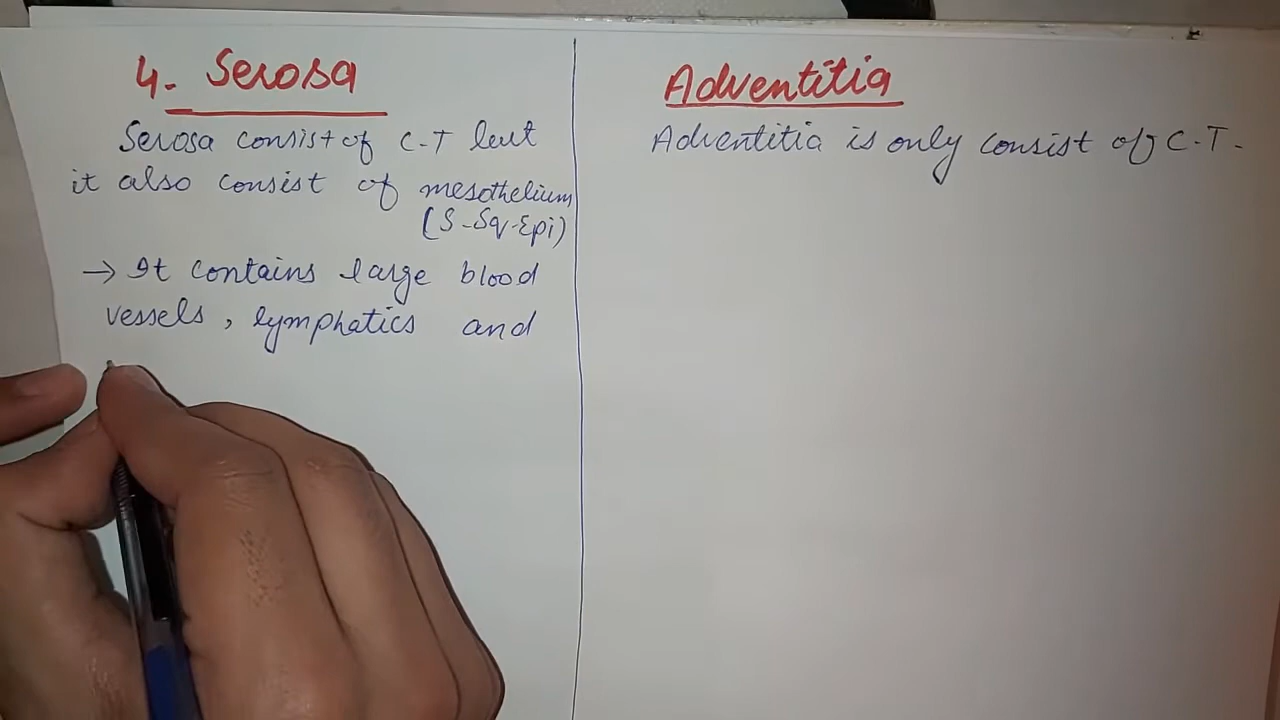 4. Serosa
Serosa consist of C.T but
it also consist of mesothelium
(S-Sq-Epi)
→ It contains large blood
vessels, lymphatics and
Adventitia
Adventitia is only consist of C.T.